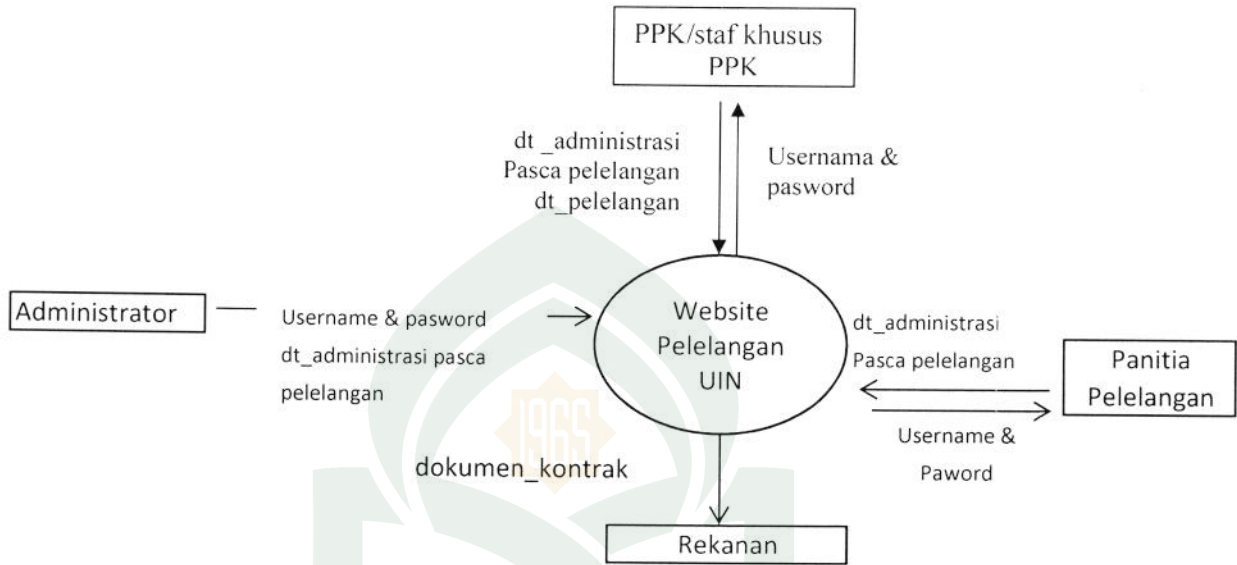 PPK/staf khusus
PPK
dt _administrasi
Pasca pelelangan
dt_pelelangan
Usernama &
pasword
Administrator
Username & pasword
dt_administrasi pasca
pelelangan
Website
Pelelangan
UIN
dt_administrasi
Pasca pelelangan
Panitia
Pelelangan
Username &
Paword
dokumen_kontrak
Rekanan
1965